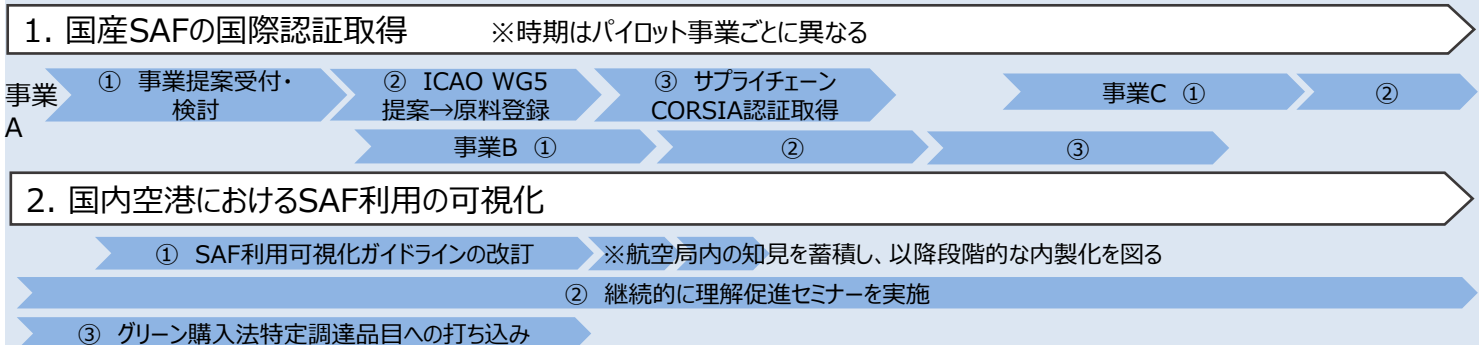 1. 国産SAFの国際認証取得 ※時期はパイロット事業ごとに異なる
事業
A
① 事業提案受付・
検討
② ICAO WG5
提案→原料登録
③ サプライチェーン
CORSIA認証取得
事業C ①
②
事業B ①
②
③
2. 国内空港におけるSAF利用の可視化
① SAF利用可視化ガイドラインの改訂
※航空局内の知見を蓄積し、以降段階的な内製化を図る
② 継続的に理解促進セミナーを実施
③ グリーン購入法特定調達品目への打ち込み